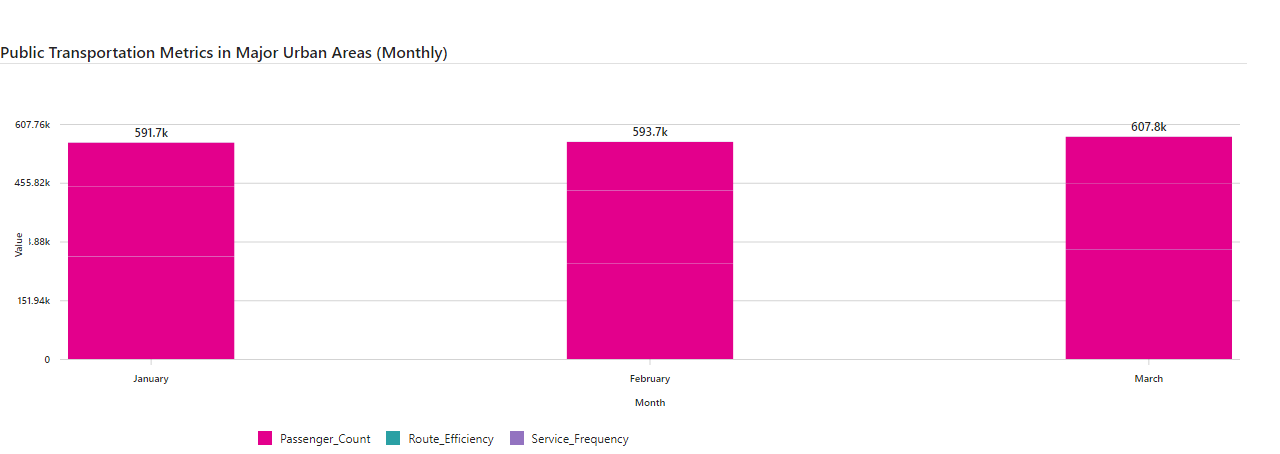 Public Transportation Metrics in Major Urban Areas (Monthly)
607.76k
591.7k
593.7k
607.8k
455.82k
Value
.88k
151.94k
0
January
February
March
Month
Passenger_Count
Route_Efficiency
Service_Frequency